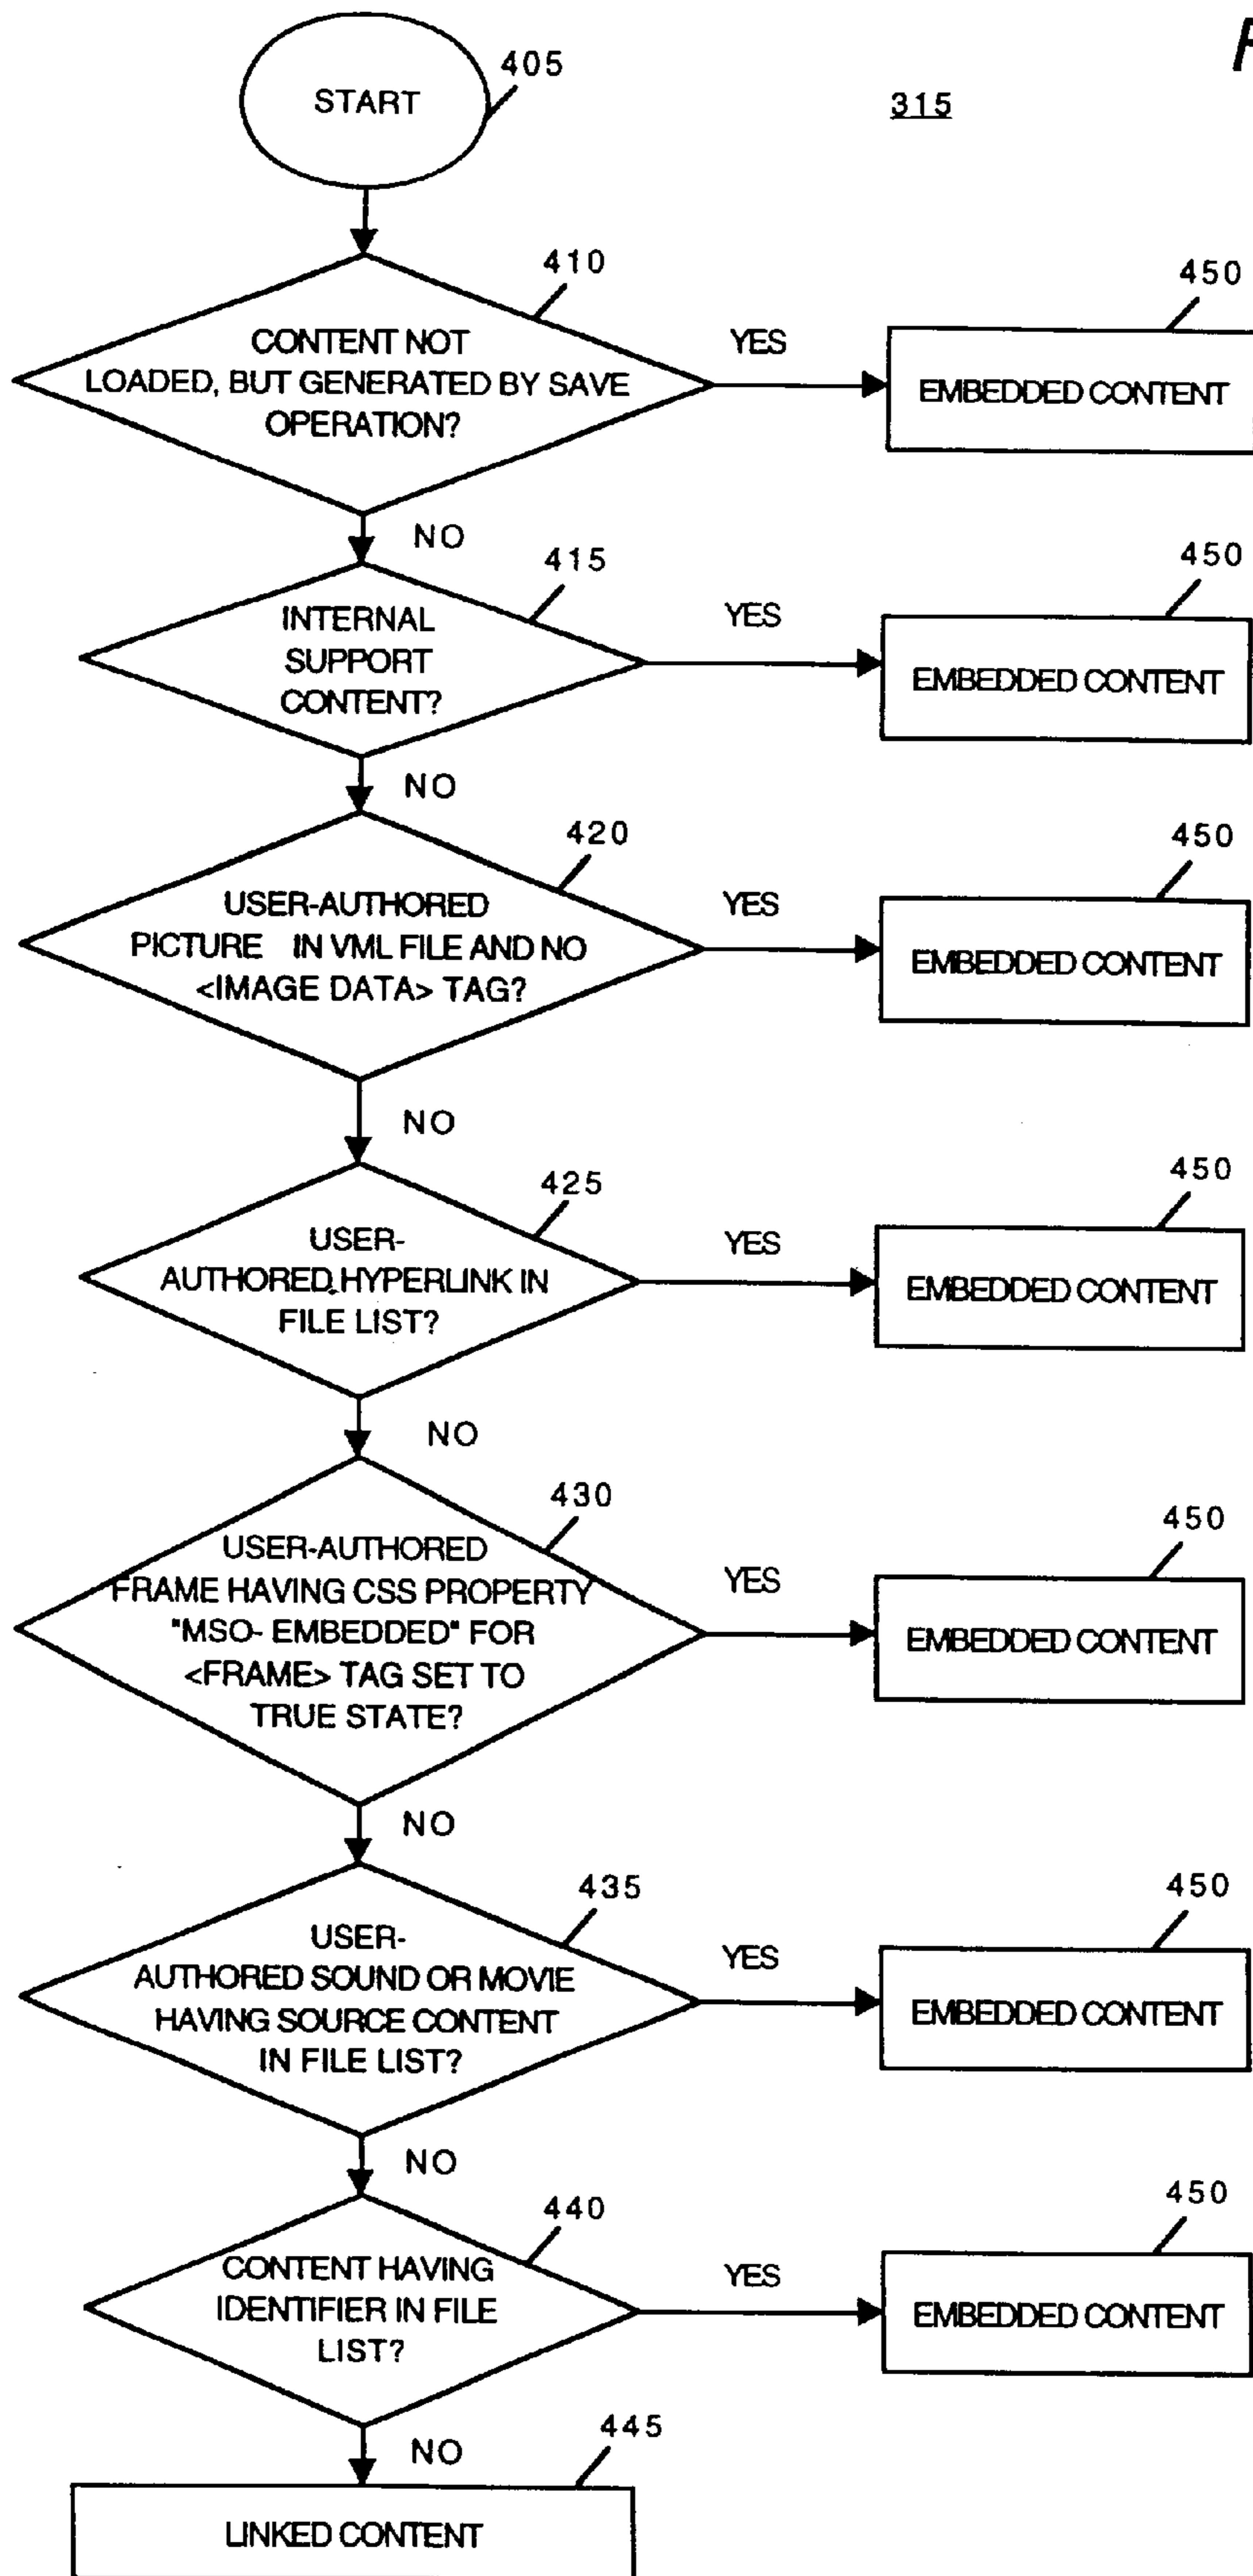 F
405
START
315
410
450
CONTENT NOT
LOADED, BUT GENERATED BY SAVE
OPERATION?
YES
EMBEDDED CONTENT
NO
415
450
INTERNAL
SUPPORT
CONTENT?
YES
EMBEDDED CONTENT
NO
420
450
USER-AUTHORED
PICTURE IN VML FILE AND NO
<IMAGE DATA> TAG?
YES
EMBEDDED CONTENT
NO
425
450
USER-
AUTHORED HYPERLINK IN
FILE LIST?
YES
EMBEDDED CONTENT
NO
430
450
USER-AUTHORED
FRAME HAVING CSS PROPERTY
"MSO- EMBEDDED" FOR
<FRAME> TAG SET TO
TRUE STATE?
YES
EMBEDDED CONTENT
NO
435
450
USER-
AUTHORED SOUND OR MOVIE
HAVING SOURCE CONTENT
IN FILE LIST?
YES
EMBEDDED CONTENT
NO
440
450
CONTENT HAVING
IDENTIFIER IN FILE
LIST?
YES
EMBEDDED CONTENT
NO
445
LINKED CONTENT